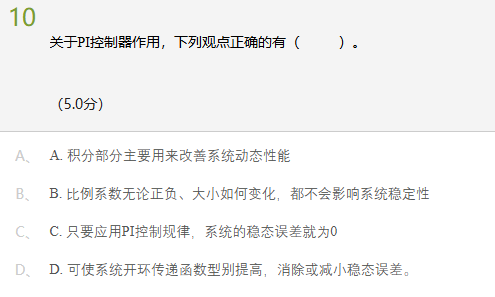 10
关于PI控制器作用，下列观点正确的有（　　）。
（5.0分）
A、 A. 积分部分主要用来改善系统动态性能
B、 B. 比例系数无论正负、大小如何变化，都不会影响系统稳定性
C、 C. 只要应用PI控制规律，系统的稳态误差就为0
D、 D. 可使系统开环传递函数型别提高，消除或减小稳态误差。